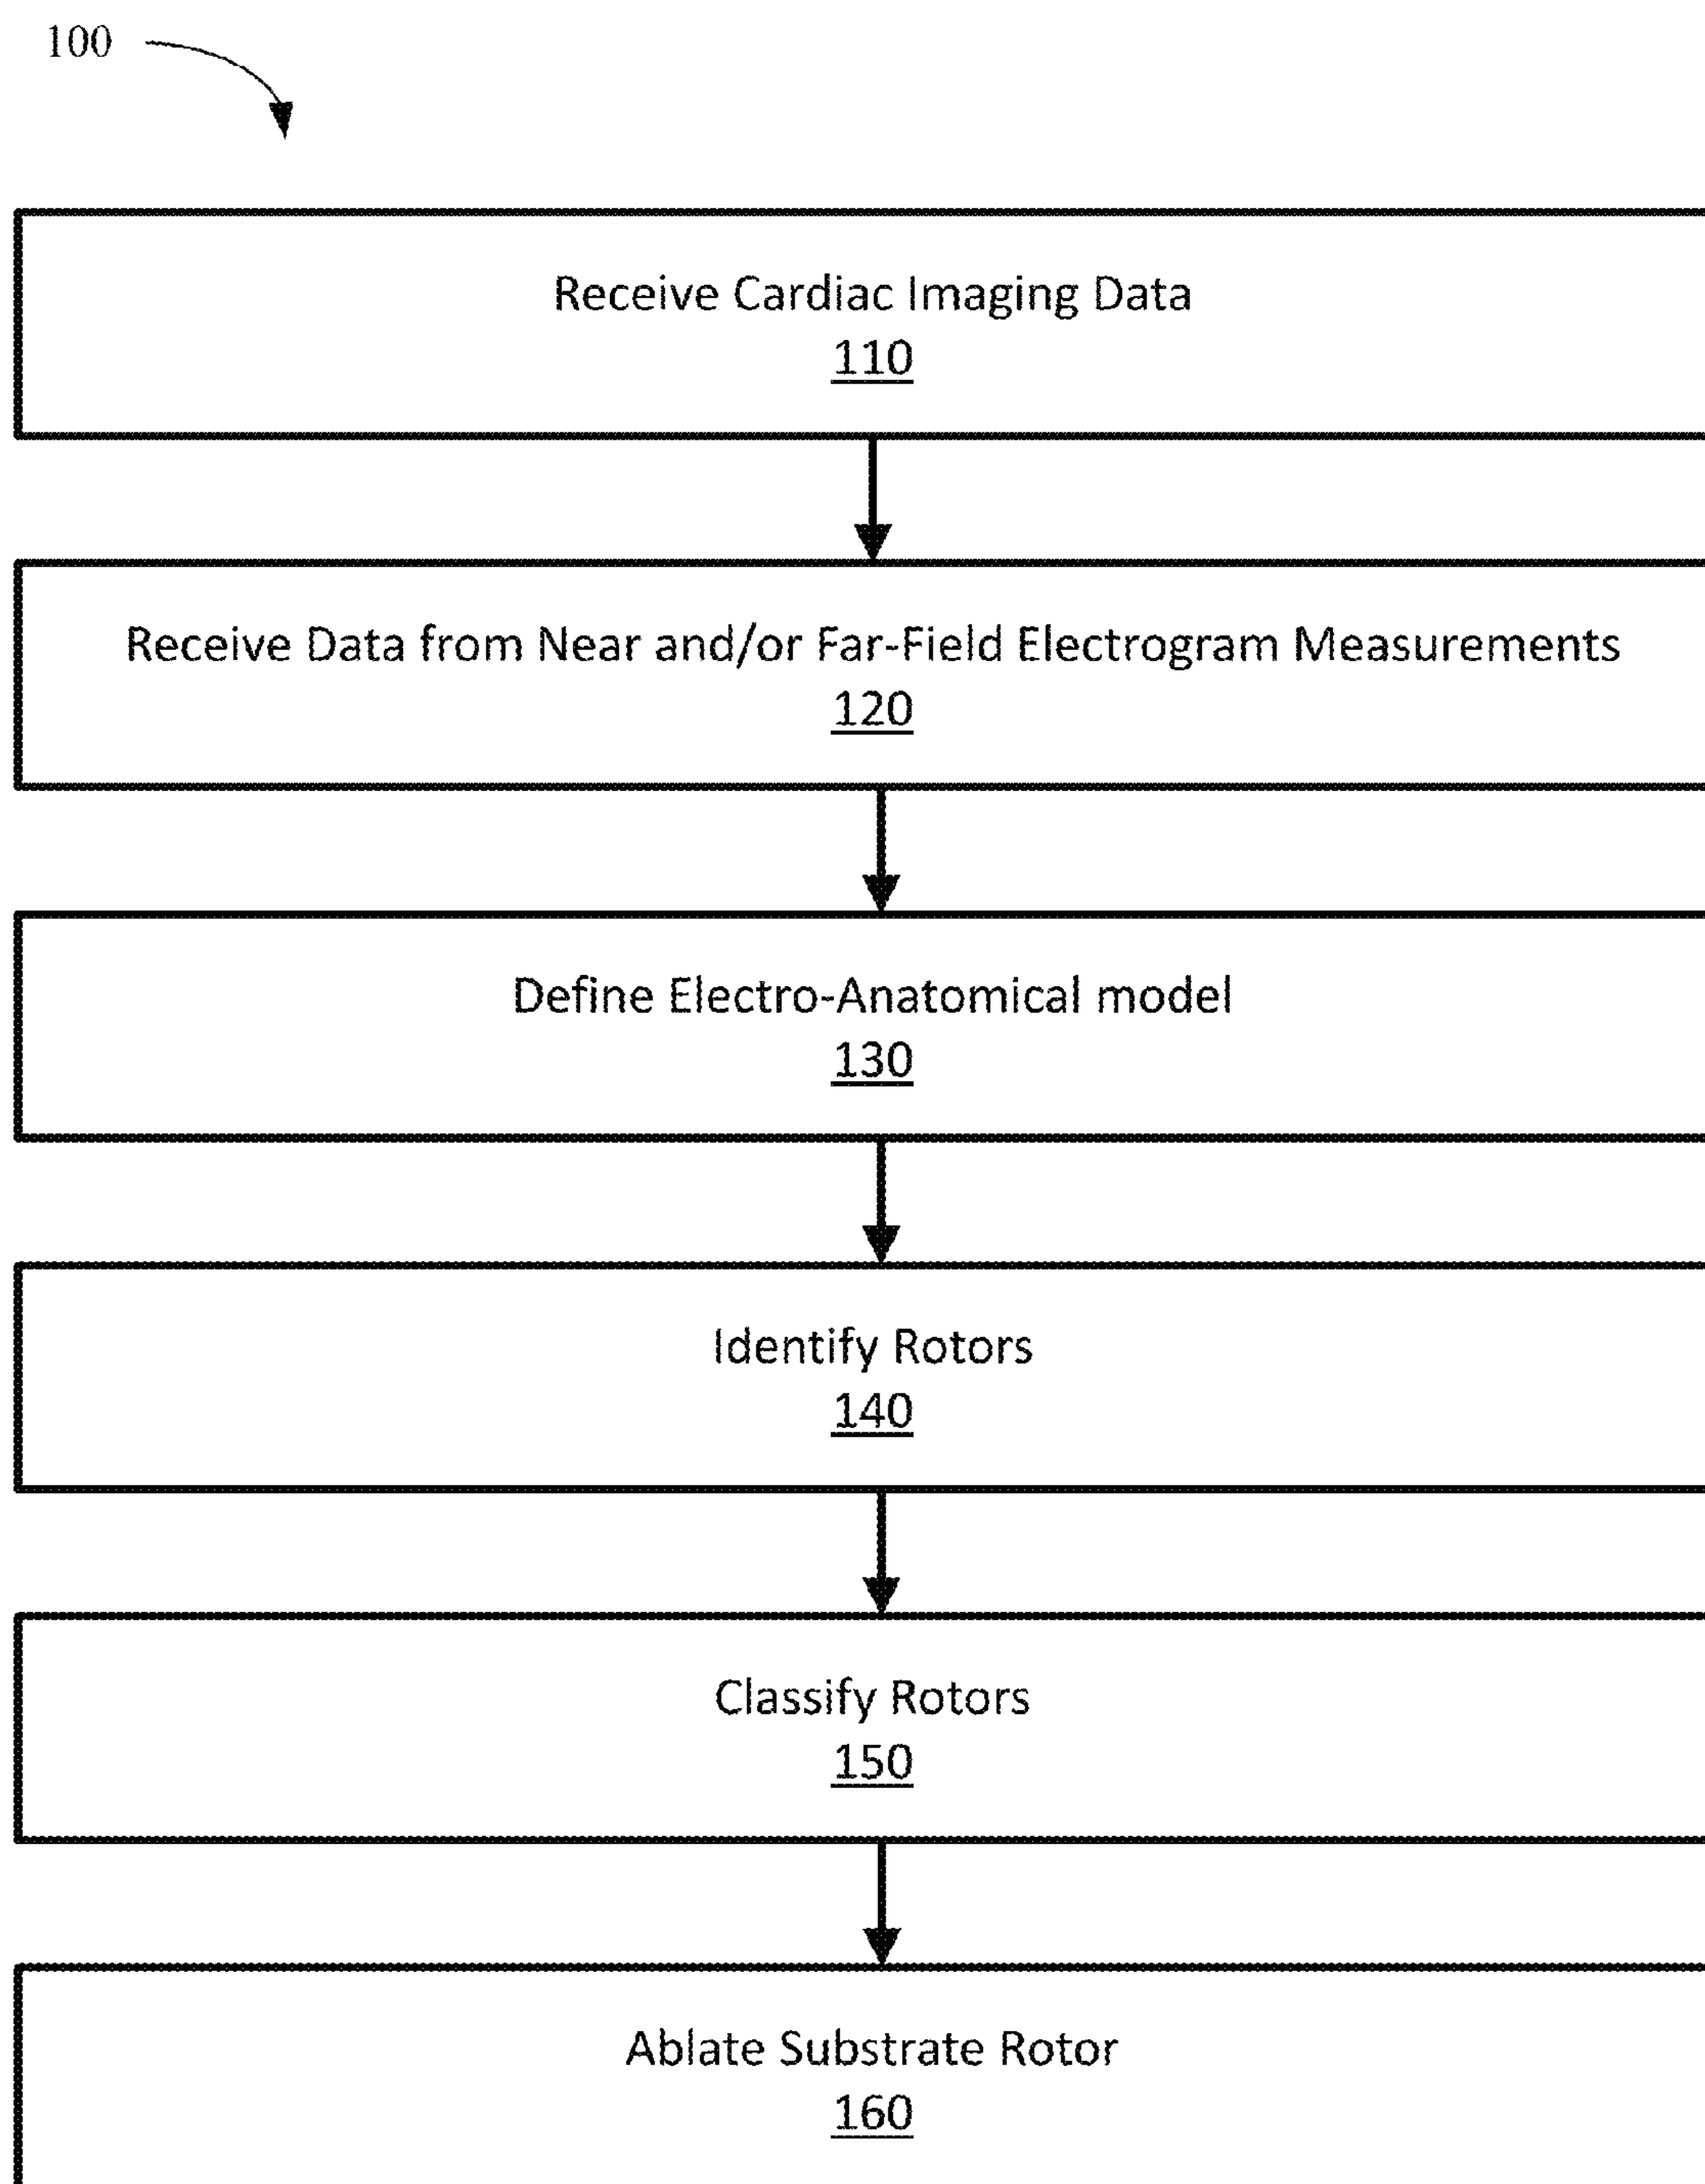 100
Receive Cardiac Imaging Data
110
Receive Data from Near and/or Far-Field Electrogram Measurements
120
Define Electro-Anatomical model
130
Identify Rotors
140
Classify Rotors
150
Ablate Substrate Rotor
160